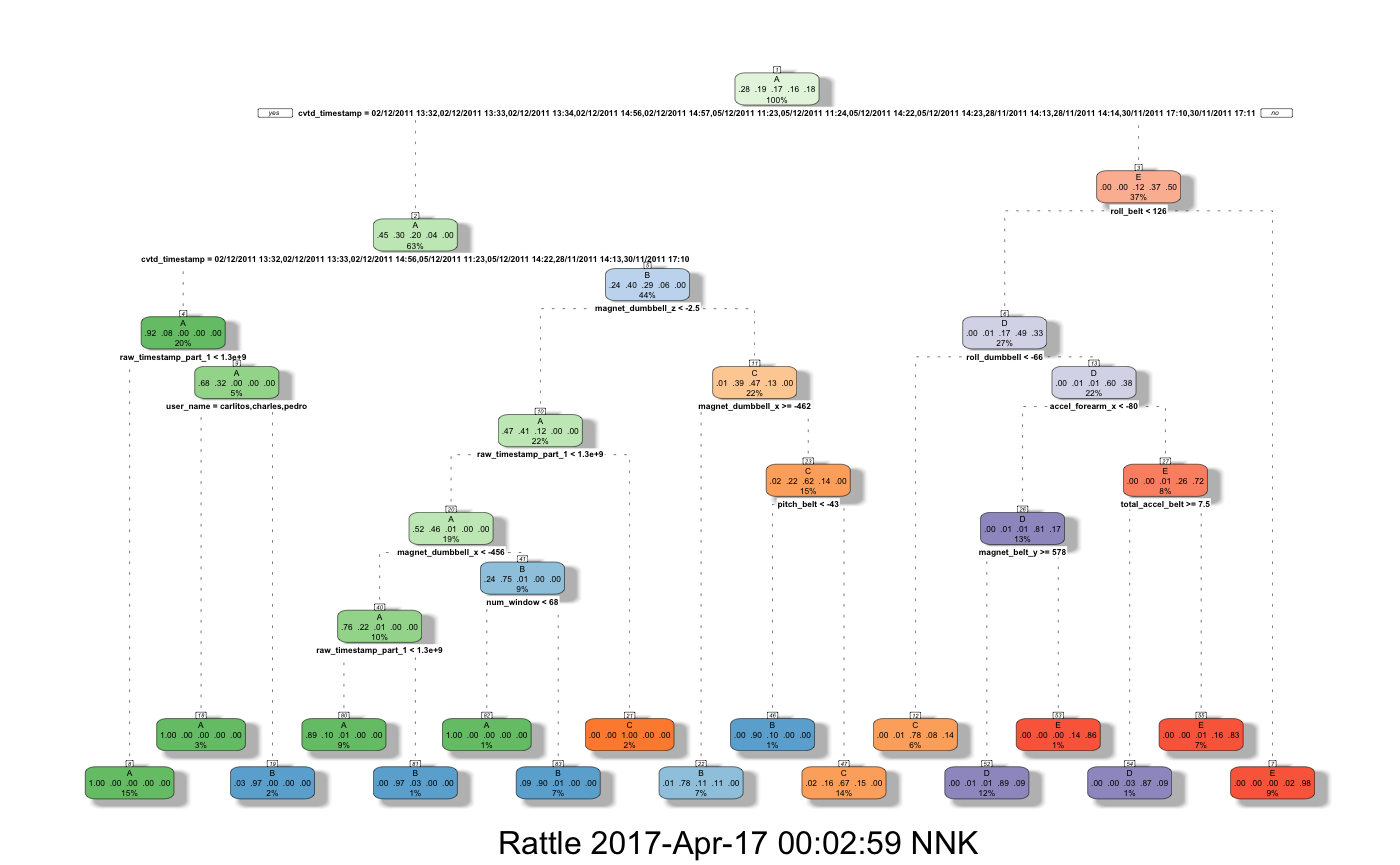 1
A
.28 .19 .17 .16 .18
100%
yes cvtd_timestamp = 02/12/2011 13:32,02/12/2011 13:33,02/12/2011 13:34,02/12/2011 14:56,02/12/2011 14:57,05/12/2011 11:23,05/12/2011 11:24,05/12/2011 14:22,05/12/2011 14:23,28/11/2011 14:13,28/11/2011 14:14,30/11/2011 17:10,30/11/2011 17:11 no
3
E
.00 .00 .12 .37 .50
37%
roll_belt < 126
2
A
.45 .30 .20 .04 .00
63%
cvtd_timestamp = 02/12/2011 13:32,02/12/2011 13:33,02/12/2011 14:56,05/12/2011 11:23,05/12/2011 14:22,28/11/2011 14:13,30/11/2011 17:10
5
B
.24 .40 .29 .06 .00
44%
magnet_dumbbell_z < -2.5
4
A
.92 .08 .00 .00 .00
20%
raw_timestamp_part_1 < 1.3e+9
6
D
.00 .01 .17 .49 .33
27%
roll_dumbbell < -66
9
A
.68 .32 .00 .00 .00
5%
user_name = carlitos,charles,pedro
11
C
.01 .39 .47 .13 .00
22%
magnet_dumbbell_x >= -462
13
D
.00 .01 .01 .60 .38
22%
accel_forearm_x < -80
10
A
.47 .41 .12 .00 .00
22%
raw_timestamp_part_1 < 1.3e+9
23
C
.02 .22 .62 .14 .00
15%
pitch_belt < -43
27
E
.00 .00 .01 .26 .72
8%
total_accel_belt >= 7.5
20
A
.52 .46 .01 .00 .00
19%
magnet_dumbbell_x < -456
26
D
.00 .01 .01 .81 .17
13%
magnet_belt_y >= 578
41
B
.24 .75 .01 .00 .00
9%
num_window < 68
40
A
.76 .22 .01 .00 .00
10%
raw_timestamp_part_1 < 1.3e+9
18
A
1.00 .00 .00 .00 .00
3%
80
A
.89 .10 .01 .00 .00
9%
82
A
1.00 .00 .00 .00 .00
1%
21
C
.00 .00 1.00 .00 .00
2%
46
B
.00 .90 .10 .00 .00
1%
12
C
.00 .01 .78 .08 .14
6%
53
E
.00 .00 .00 .14 .86
1%
55
E
.00 .00 .01 .16 .83
7%
8
A
1.00 .00 .00 .00 .00
15%
19
B
.03 .97 .00 .00 .00
2%
81
B
.00 .97 .03 .00 .00
1%
83
B
.09 .90 .01 .00 .00
7%
22
B
.01 .78 .11 .11 .00
7%
47
C
.02 .16 .67 .15 .00
14%
52
D
.00 .01 .01 .89 .09
12%
54
D
.00 .00 .03 .87 .09
1%
7
E
.00 .00 .00 .02 .98
9%
Rattle 2017-Apr-17 00:02:59 NNK